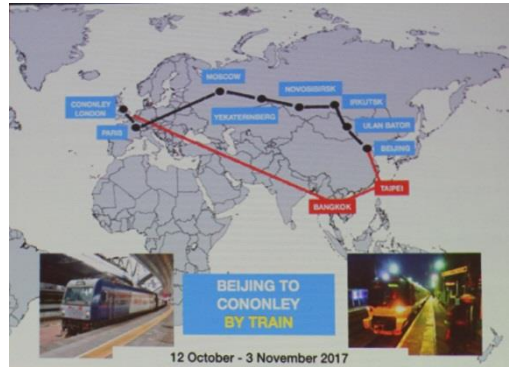 MOSCOW
NOVOSIBIRSK
CONONLEY
LONDON
IRKUTSK
YEKATERINBERG
ULAN BATOR
PARIS
BEIJING
TAIPEI
BANGKOK
BEIJING TO
CONONLEY
BY TRAIN
12 October - 3 November 2017